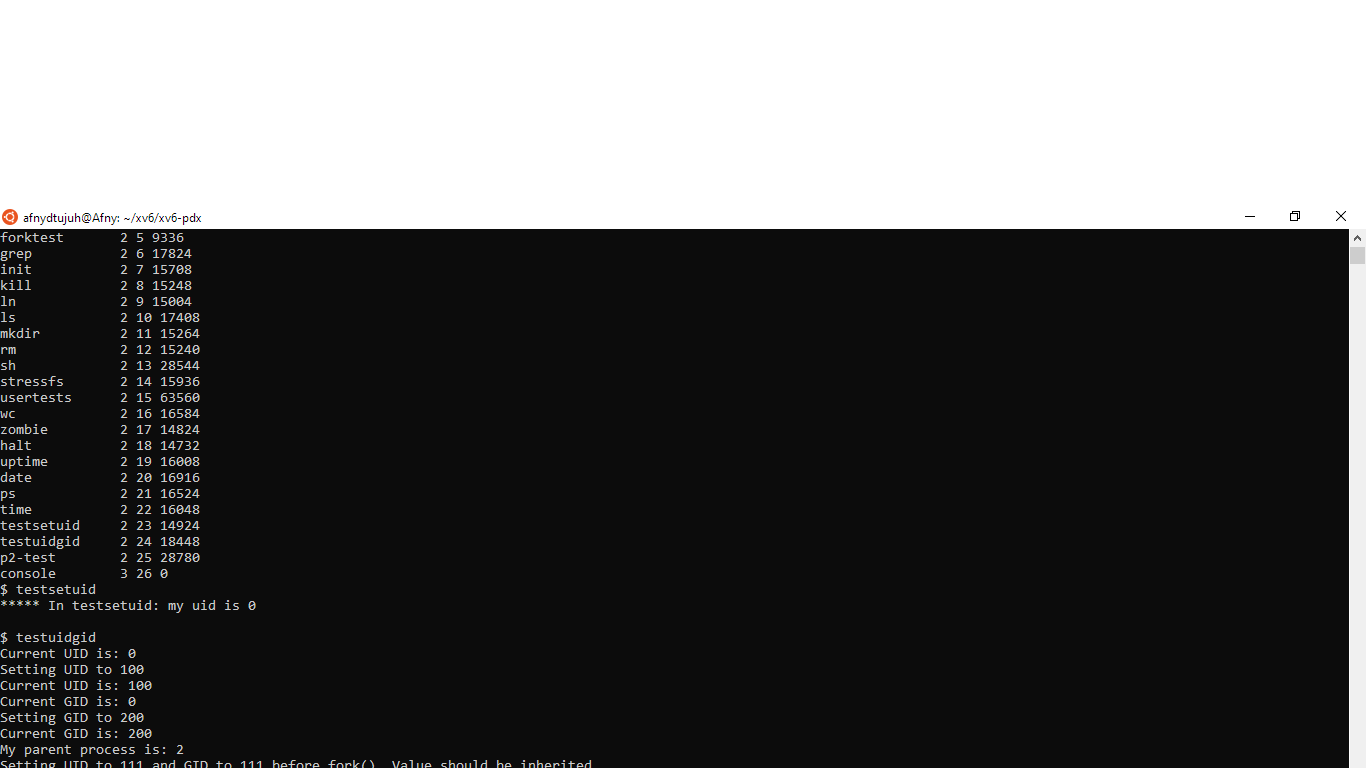 afnydtujuh@Afny: ~/xv6/xv6-pdx
forktest       2 5 9336
grep           2 6 17824
init           2 7 15708
kill           2 8 15248
ln             2 9 15004
ls             2 10 17408
mkdir          2 11 15264
rm             2 12 15240
sh             2 13 28544
stressfs       2 14 15936
usertests      2 15 63560
wc             2 16 16584
zombie         2 17 14824
halt           2 18 14732
uptime         2 19 16008
date           2 20 16916
ps             2 21 16524
time           2 22 16048
testsetuid     2 23 14924
testuidgid     2 24 18448
p2-test        2 25 28780
console        3 26 0
$ testsetuid
***** In testsetuid: my uid is 0
$ testuidgid
Current UID is: 0
Setting UID to 100
Current UID is: 100
Current GID is: 0
Setting GID to 200
Current GID is: 200
My parent process is: 2
Setting UID to 111 and GID to 111 before fork(). Value should be inherited